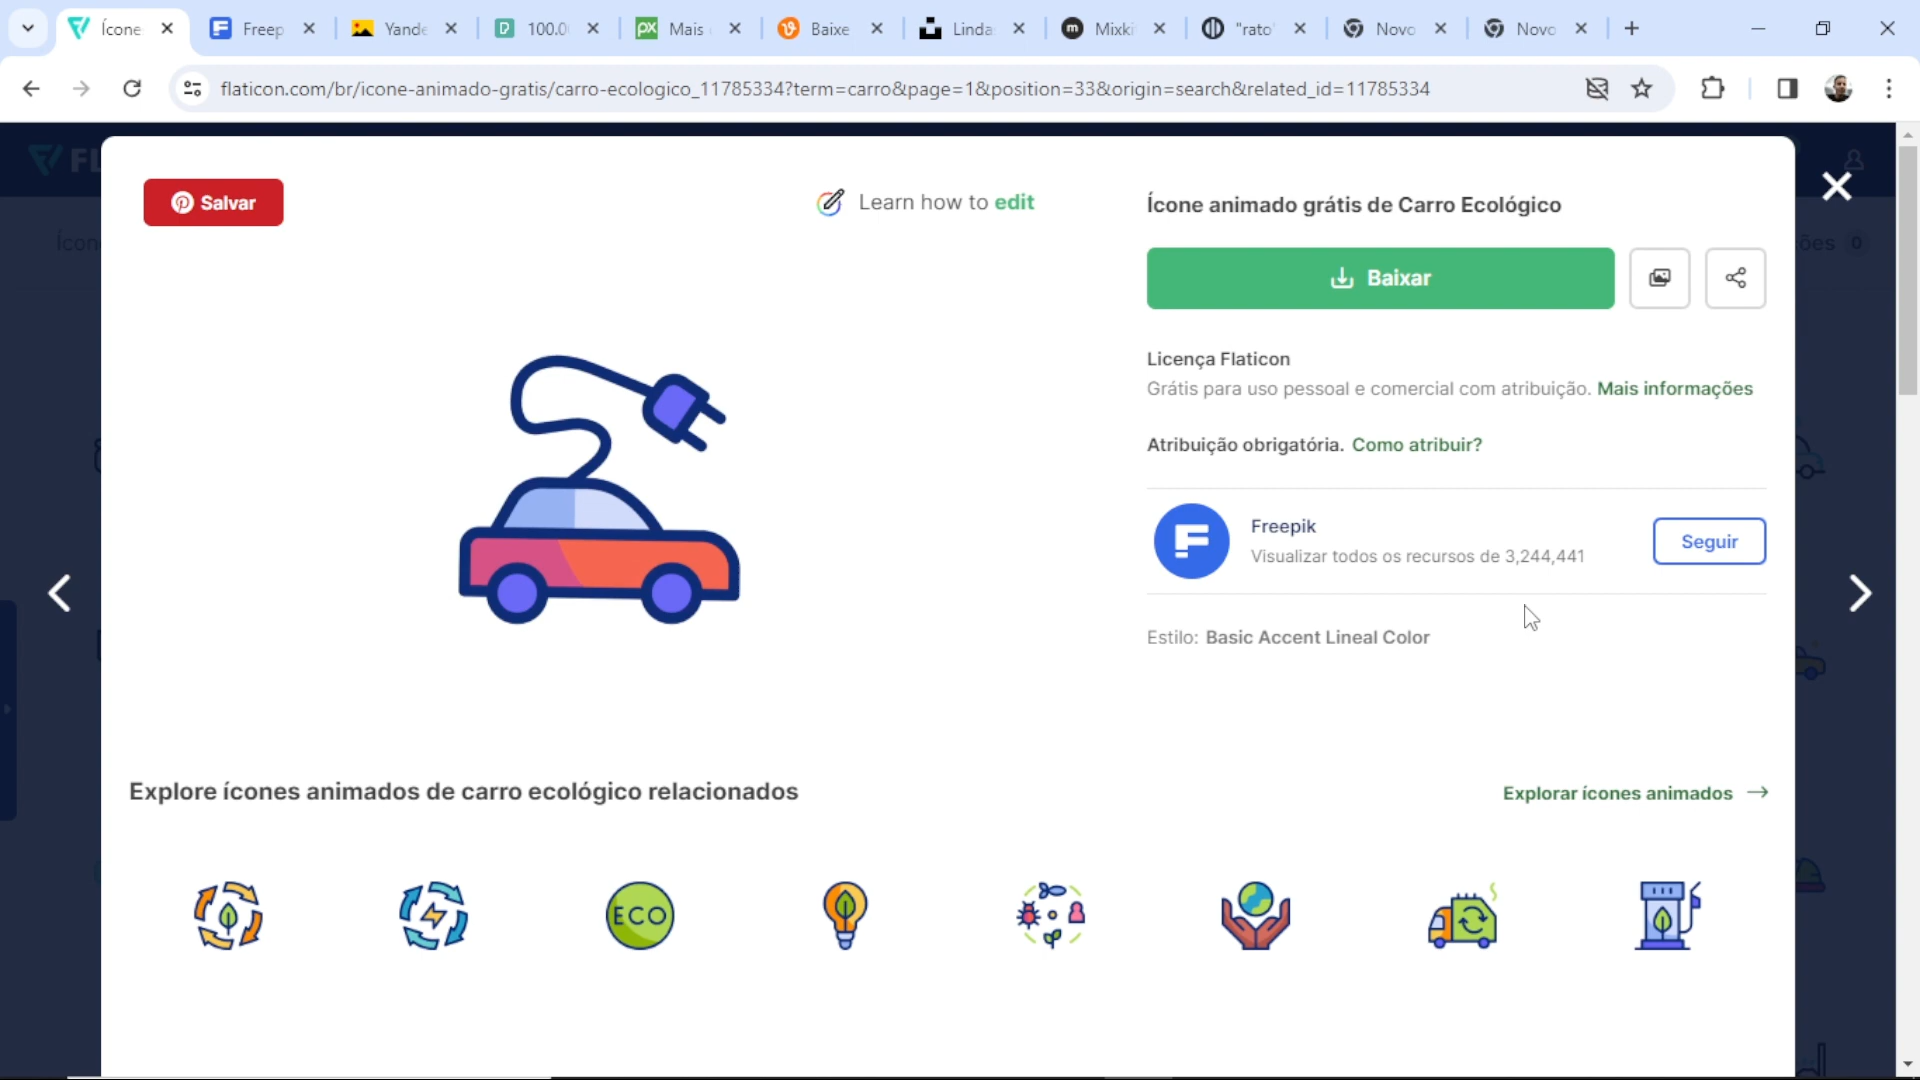 Ícone
Freep
Yande
100.0
Mais
Baixe
Linda
Mixki
"rato"
Novo
Novo
flaticon.com/br/icone-animado-gratis/carro-ecologico_11785334?term=carro&page=1&position=33&origin=search&related_id=11785334
FL
Salvar
Learn how to edit
Ícone animado grátis de Carro Ecológico
Ícon
ões 0
Baixar
Licença Flaticon
Grátis para uso pessoal e comercial com atribuição. Mais informações
Atribuição obrigatória. Como atribuir?
Freepik
Visualizar todos os recursos de 3,244,441
Seguir
Estilo: Basic Accent Lineal Color
Explore ícones animados de carro ecológico relacionados
Explorar ícones animados
ECO